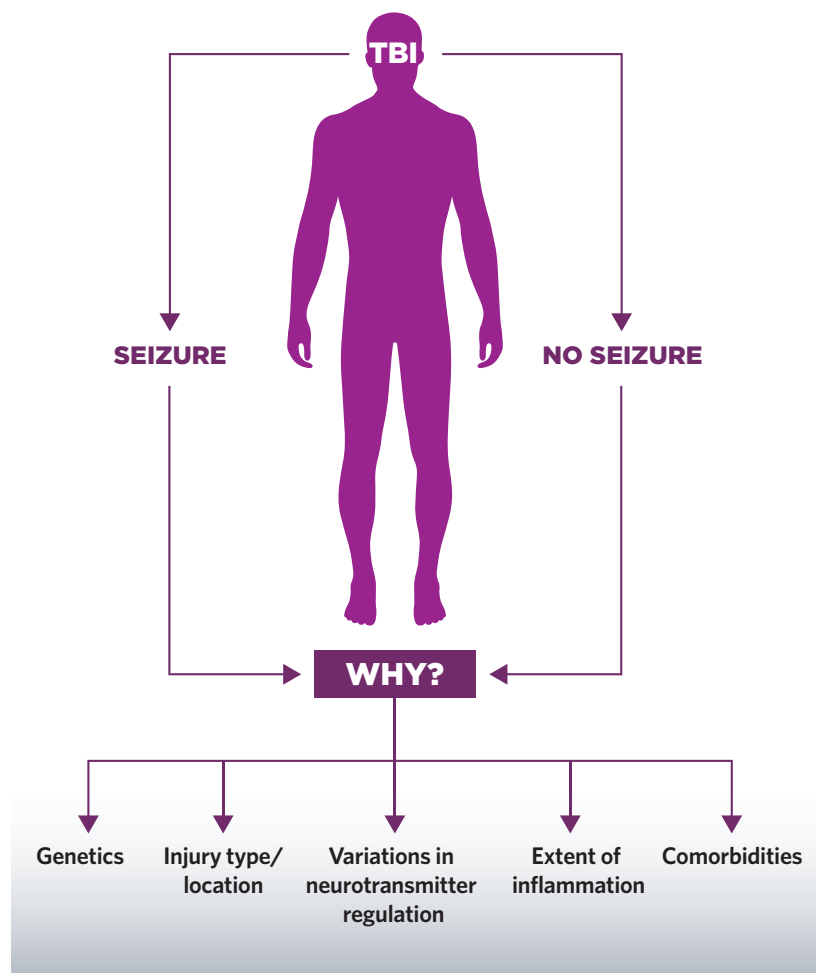 TBI
SEIZURE
NO SEIZURE
WHY?
Genetics
Injury type/
location
Variations in
neurotransmitter
regulation
Extent of
inflammation
Comorbidities